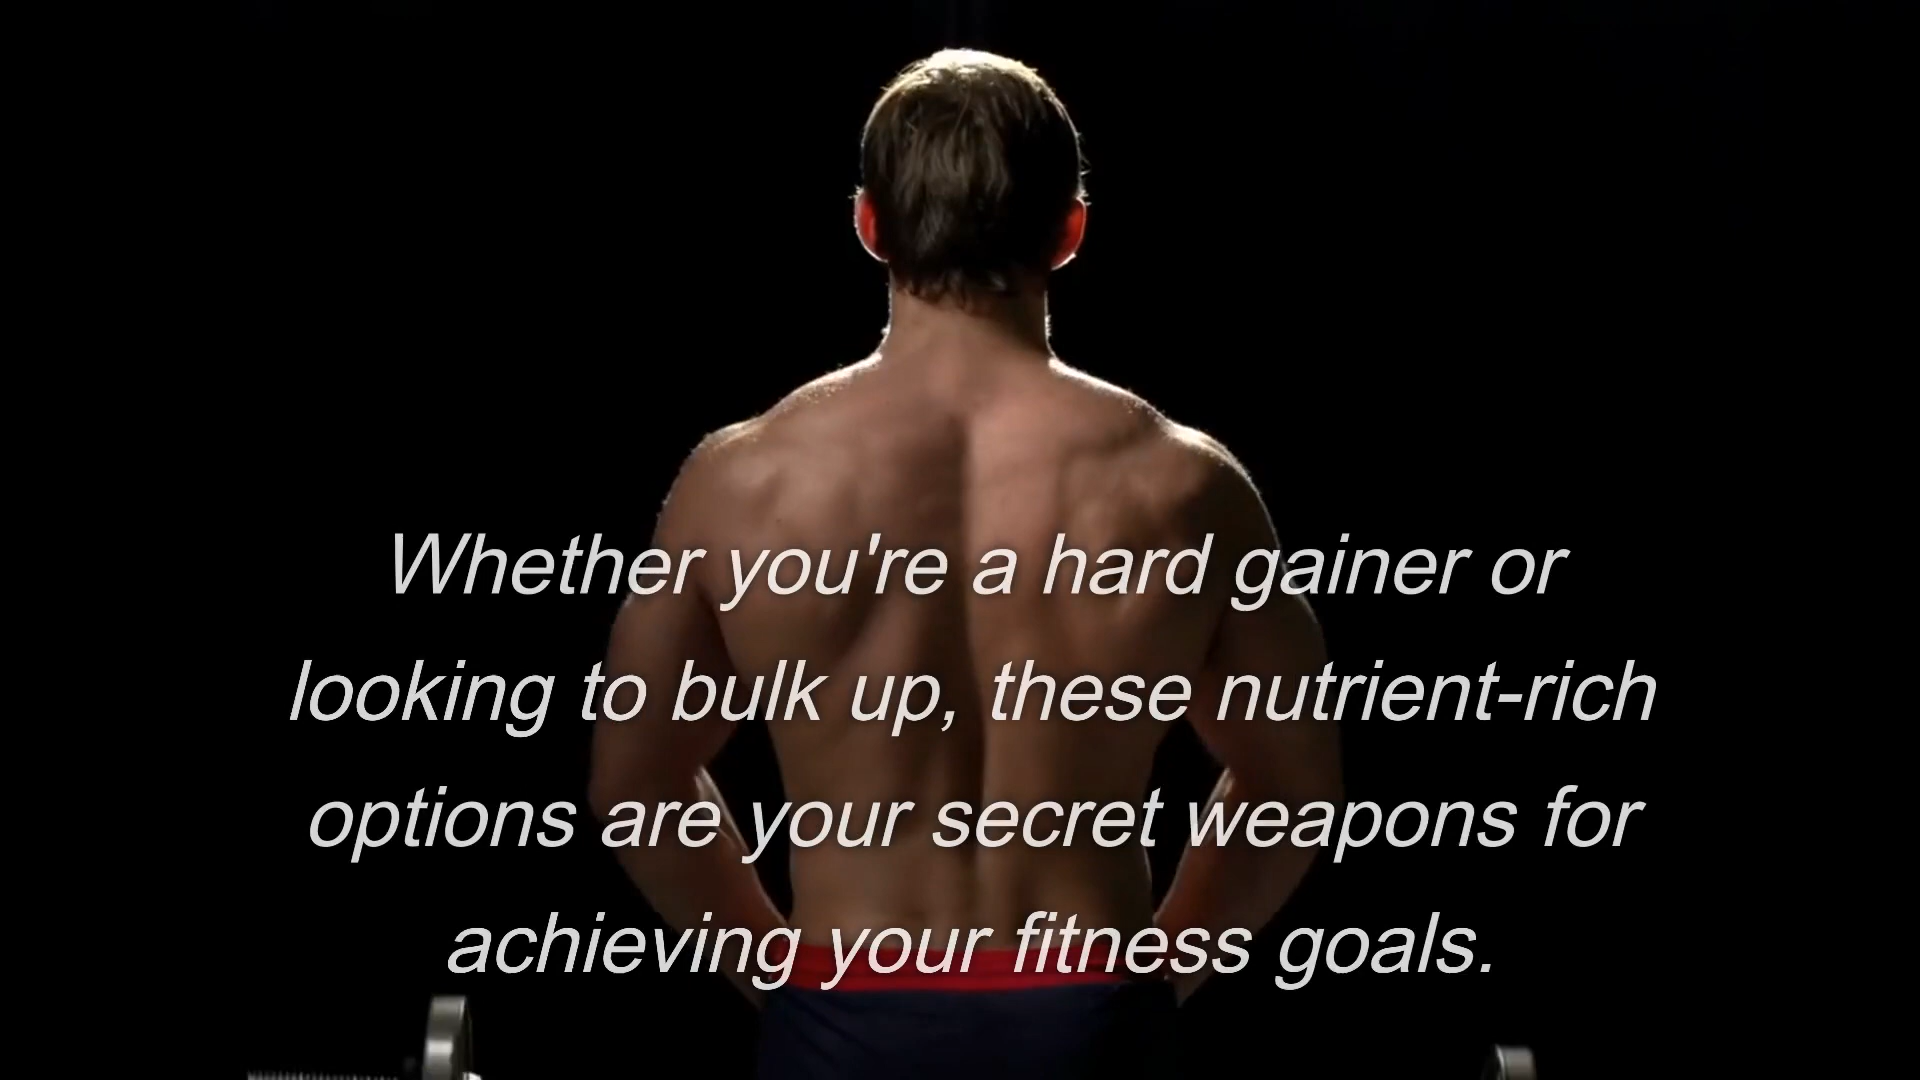 Whether you're a hard gainer or
looking to bulk up, these nutrient-rich
options are your secret weapons for
achieving your fitness goals.